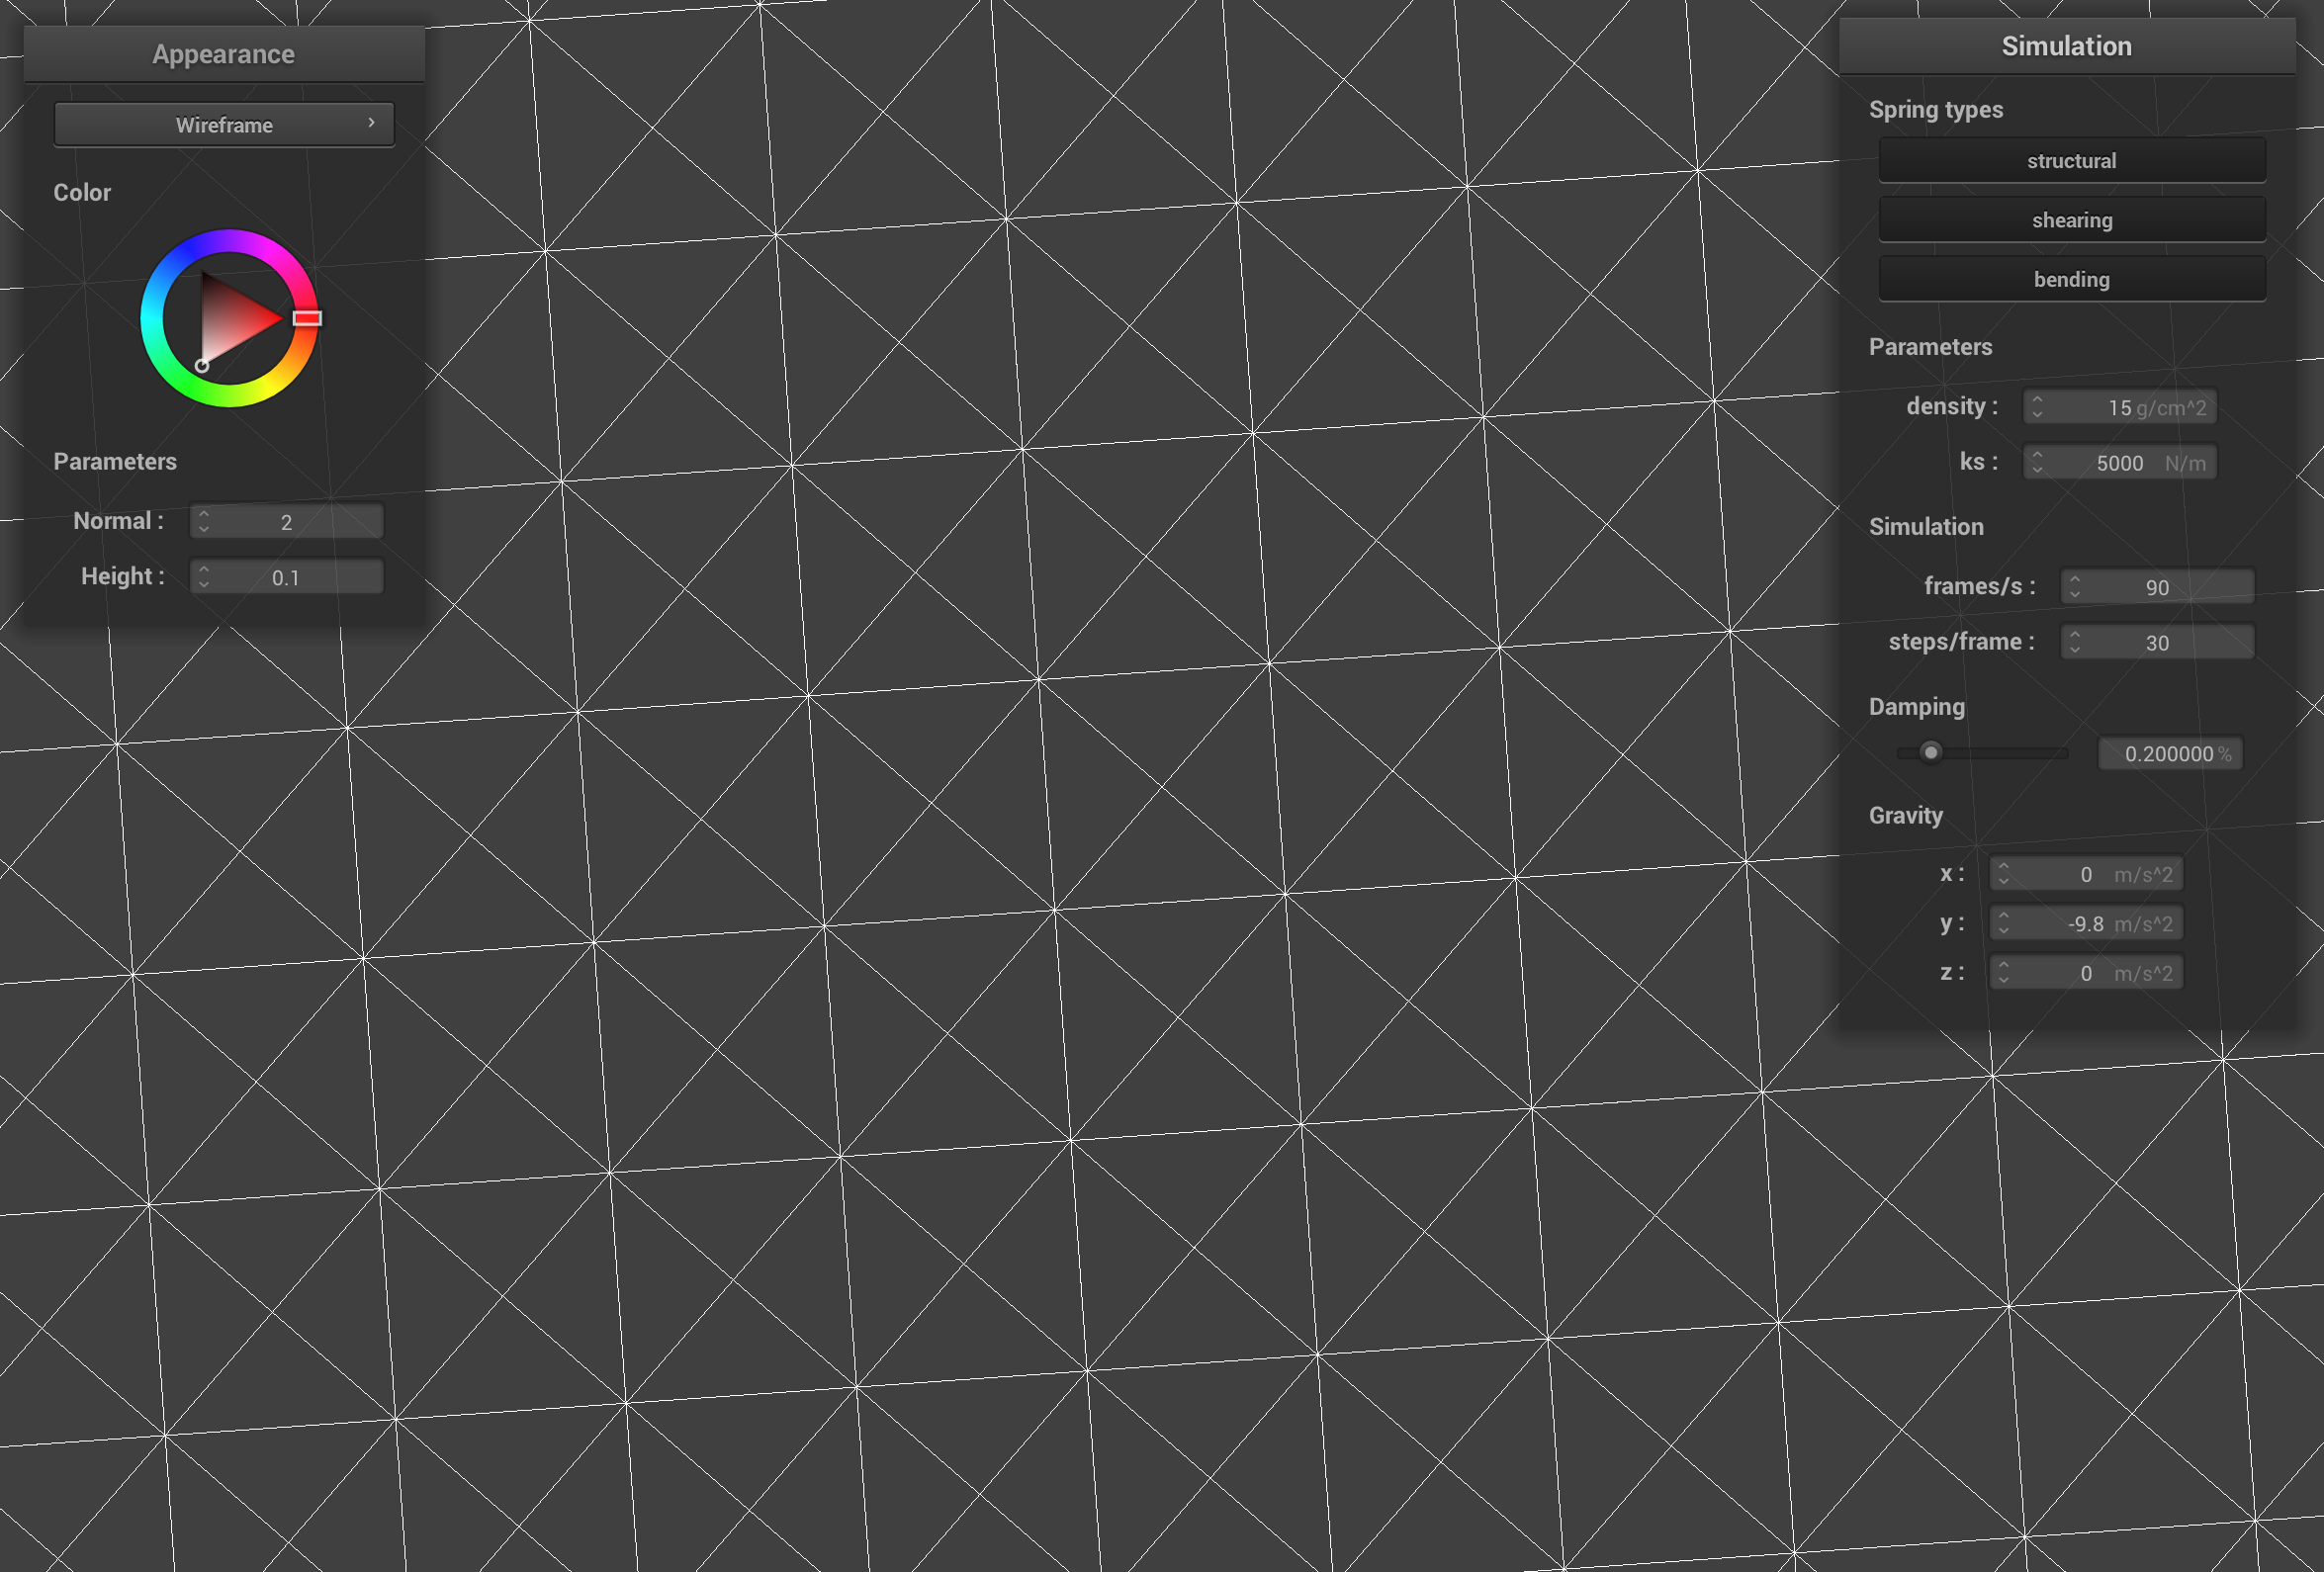 Appearance
Wireframe ›
Color
Parameters
Normal : 2
Height : 0.1
Simulation
Spring types
structural
shearing
bending
Parameters
density : 15 g/cm^2
ks : 5000 N/m
Simulation
frames/s : 90
steps/frame : 30
Damping
0.200000 %
Gravity
x : 0 m/s^2
y : -9.8 m/s^2
z : 0 m/s^2